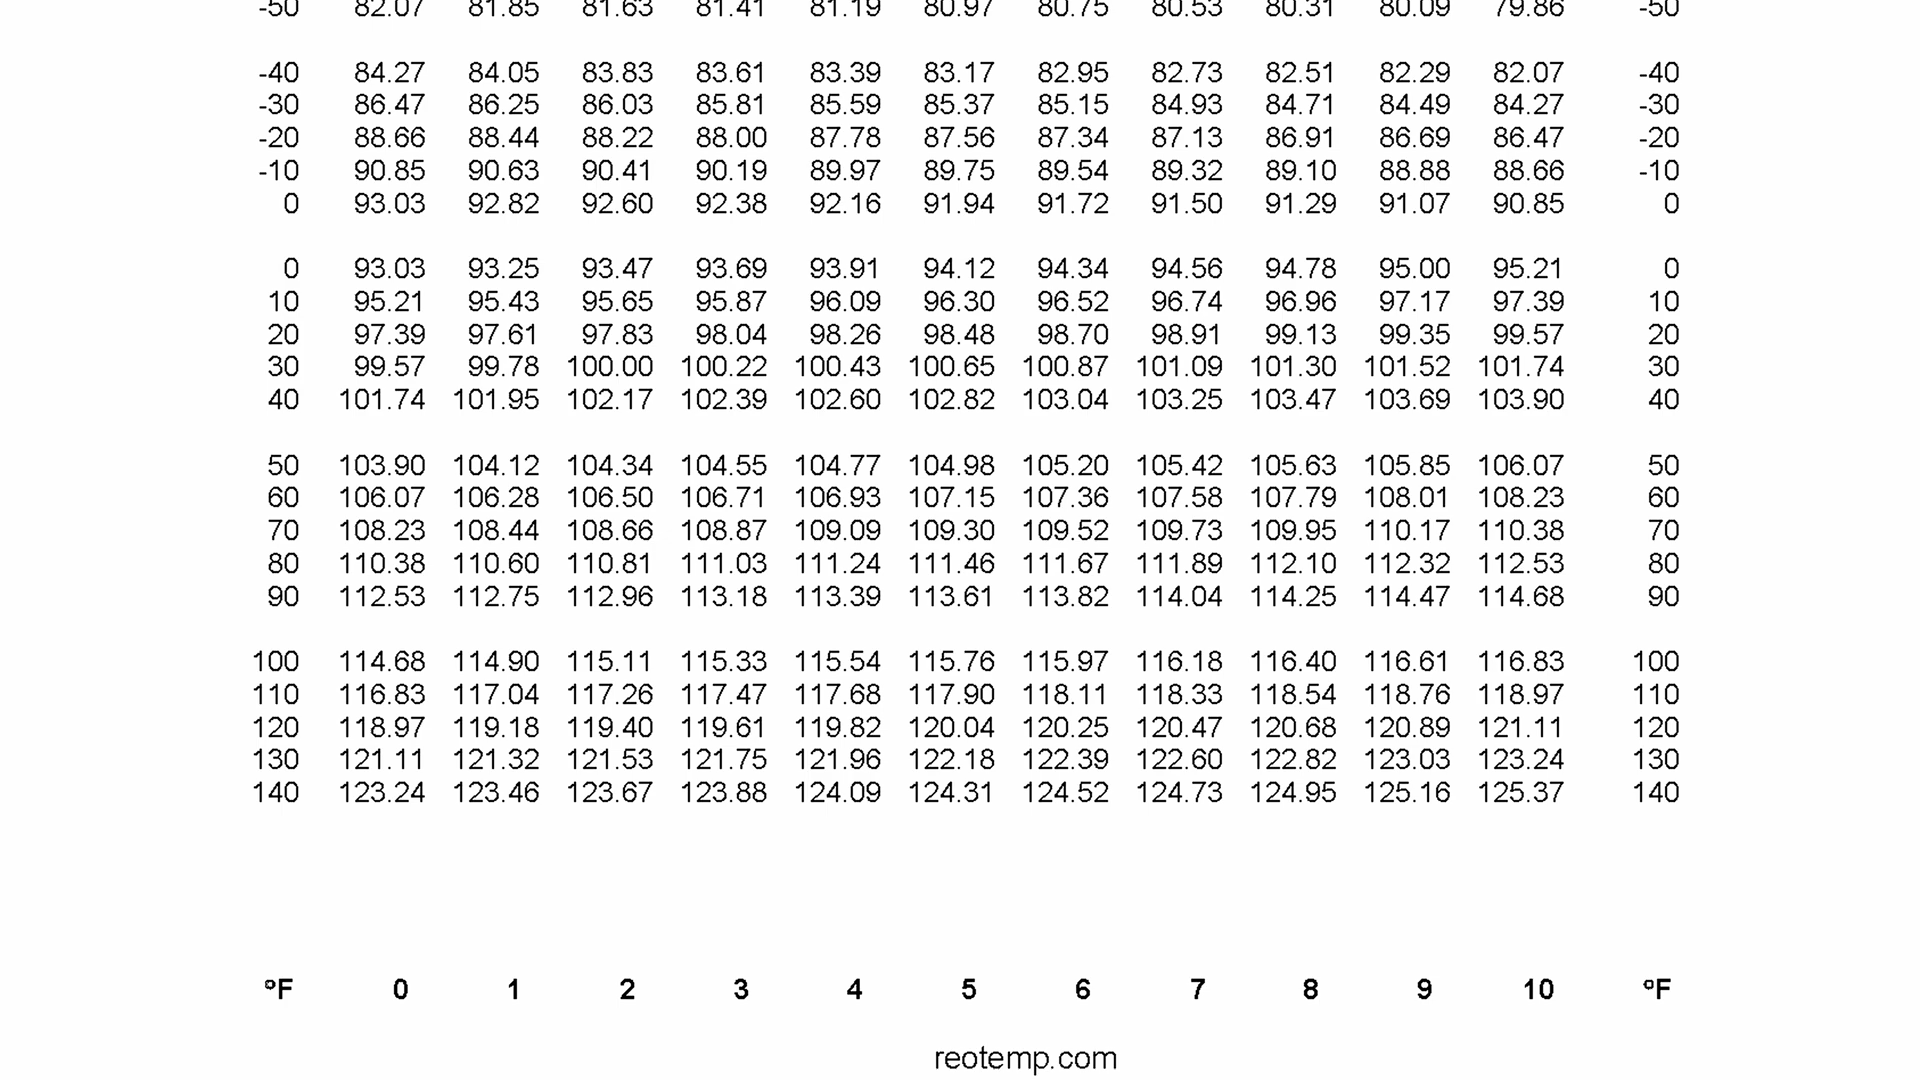 -50 82.07 81.85 81.63 81.41 81.19 80.97 80.75 80.53 80.31 80.09 79.86 -50
-40 84.27 84.05 83.83 83.61 83.39 83.17 82.95 82.73 82.51 82.29 82.07 -40
-30 86.47 86.25 86.03 85.81 85.59 85.37 85.15 84.93 84.71 84.49 84.27 -30
-20 88.66 88.44 88.22 88.00 87.78 87.56 87.34 87.13 86.91 86.69 86.47 -20
-10 90.85 90.63 90.41 90.19 89.97 89.75 89.54 89.32 89.10 88.88 88.66 -10
0 93.03 92.82 92.60 92.38 92.16 91.94 91.72 91.50 91.29 91.07 90.85 0
0 93.03 93.25 93.47 93.69 93.91 94.12 94.34 94.56 94.78 95.00 95.21 0
10 95.21 95.43 95.65 95.87 96.09 96.30 96.52 96.74 96.96 97.17 97.39 10
20 97.39 97.61 97.83 98.04 98.26 98.48 98.70 98.91 99.13 99.35 99.57 20
30 99.57 99.78 100.00 100.22 100.43 100.65 100.87 101.09 101.30 101.52 101.74 30
40 101.74 101.95 102.17 102.39 102.60 102.82 103.04 103.25 103.47 103.69 103.90 40
50 103.90 104.12 104.34 104.55 104.77 104.98 105.20 105.42 105.63 105.85 106.07 50
60 106.07 106.28 106.50 106.71 106.93 107.15 107.36 107.58 107.79 108.01 108.23 60
70 108.23 108.44 108.66 108.87 109.09 109.30 109.52 109.73 109.95 110.17 110.38 70
80 110.38 110.60 110.81 111.03 111.24 111.46 111.67 111.89 112.10 112.32 112.53 80
90 112.53 112.75 112.96 113.18 113.39 113.61 113.82 114.04 114.25 114.47 114.68 90
100 114.68 114.90 115.11 115.33 115.54 115.76 115.97 116.18 116.40 116.61 116.83 100
110 116.83 117.04 117.26 117.47 117.68 117.90 118.11 118.33 118.54 118.76 118.97 110
120 118.97 119.18 119.40 119.61 119.82 120.04 120.25 120.47 120.68 120.89 121.11 120
130 121.11 121.32 121.53 121.75 121.96 122.18 122.39 122.60 122.82 123.03 123.24 130
140 123.24 123.46 123.67 123.88 124.09 124.31 124.52 124.73 124.95 125.16 125.37 140
ºF 0 1 2 3 4 5 6 7 8 9 10 ºF
reotemp.com